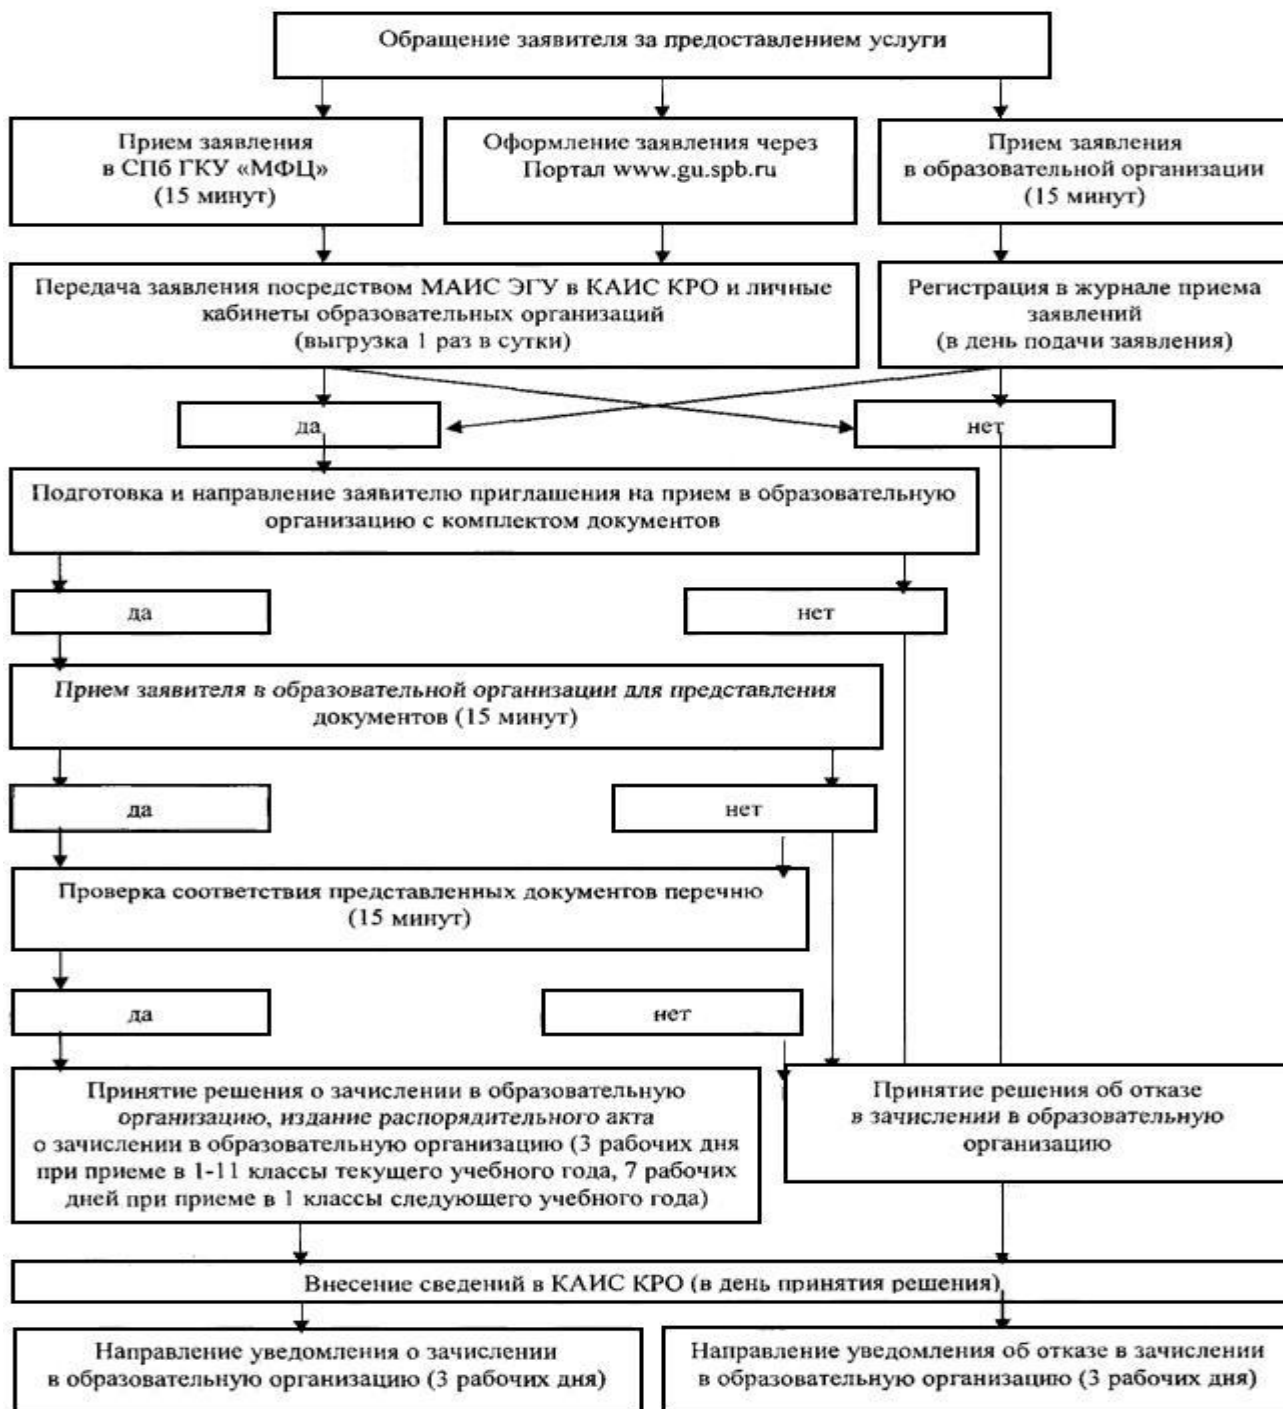 Обращение заявителя за предоставлением услуги
Прием заявления
в СПб ГКУ «МФЦ»
(15 минут)
Оформление заявления через
Портал www.gu.spb.ru
Прием заявления
в образовательной организации
(15 минут)
Передача заявления посредством МАИС ЭГУ в КАИС КРО и личные
кабинеты образовательных организаций
(выгрузка 1 раз в сутки)
Регистрация в журнале приема
заявлений
(в день подачи заявления)
да
нет
Подготовка и направление заявителю приглашения на прием в образовательную
организацию с комплектом документов
да
нет
Прием заявителя в образовательной организации для представления
документов (15 минут)
да
нет
Проверка соответствия представленных документов перечню
(15 минут)
да
нет
Принятие решения о зачислении в образовательную
организацию, издание распорядительного акта
о зачислении в образовательную организацию (3 рабочих дня
при приеме в 1-11 классы текущего учебного года, 7 рабочих
дней при приеме в 1 классы следующего учебного года)
Принятие решения об отказе
в зачислении в образовательную
организацию
Внесение сведений в КАИС КРО (в день принятия решения)
Направление уведомления о зачислении
в образовательную организацию (3 рабочих дня)
Направление уведомления об отказе в зачислении
в образовательную организацию (3 рабочих дня)